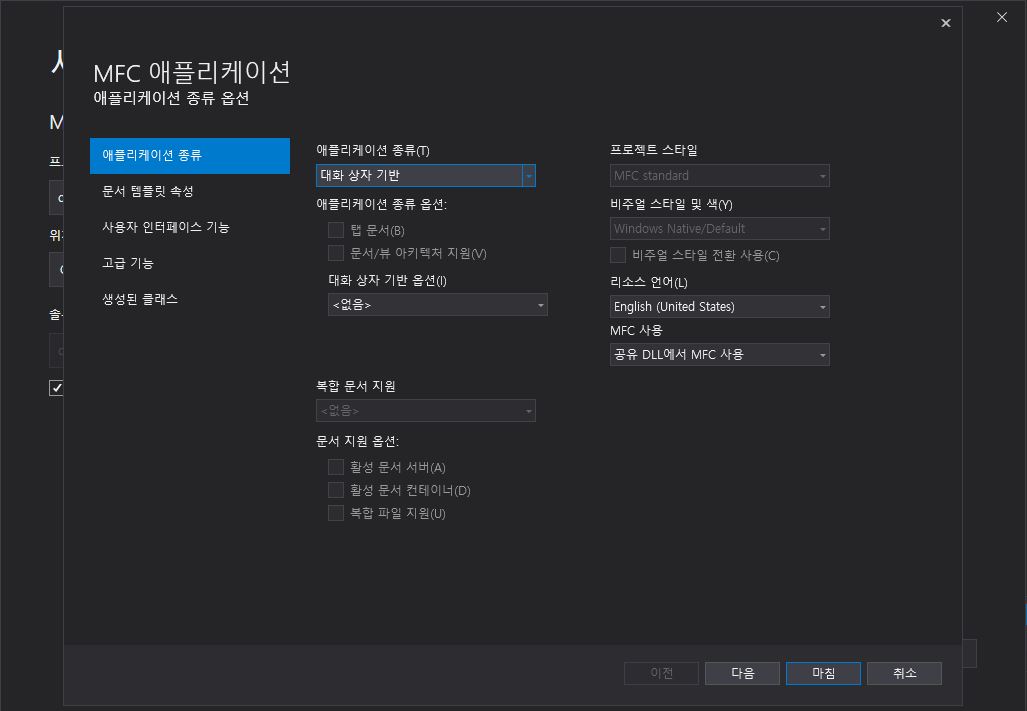 MFC 애플리케이션
애플리케이션 종류 옵션
애플리케이션 종류
문서 템플릿 속성
사용자 인터페이스 기능
고급 기능
생성된 클래스
애플리케이션 종류(T)
대화 상자 기반
애플리케이션 종류 옵션:
탭 문서(B)
문서/뷰 아키텍처 지원(V)
대화 상자 기반 옵션(I)
<없음>
복합 문서 지원
<없음>
문서 지원 옵션:
활성 문서 서버(A)
활성 문서 컨테이너(D)
복합 파일 지원(U)
프로젝트 스타일
MFC standard
비주얼 스타일 및 색(Y)
Windows Native/Default
비주얼 스타일 전환 사용(C)
리소스 언어(L)
English (United States)
MFC 사용
공유 DLL에서 MFC 사용
이전
다음
마침
취소